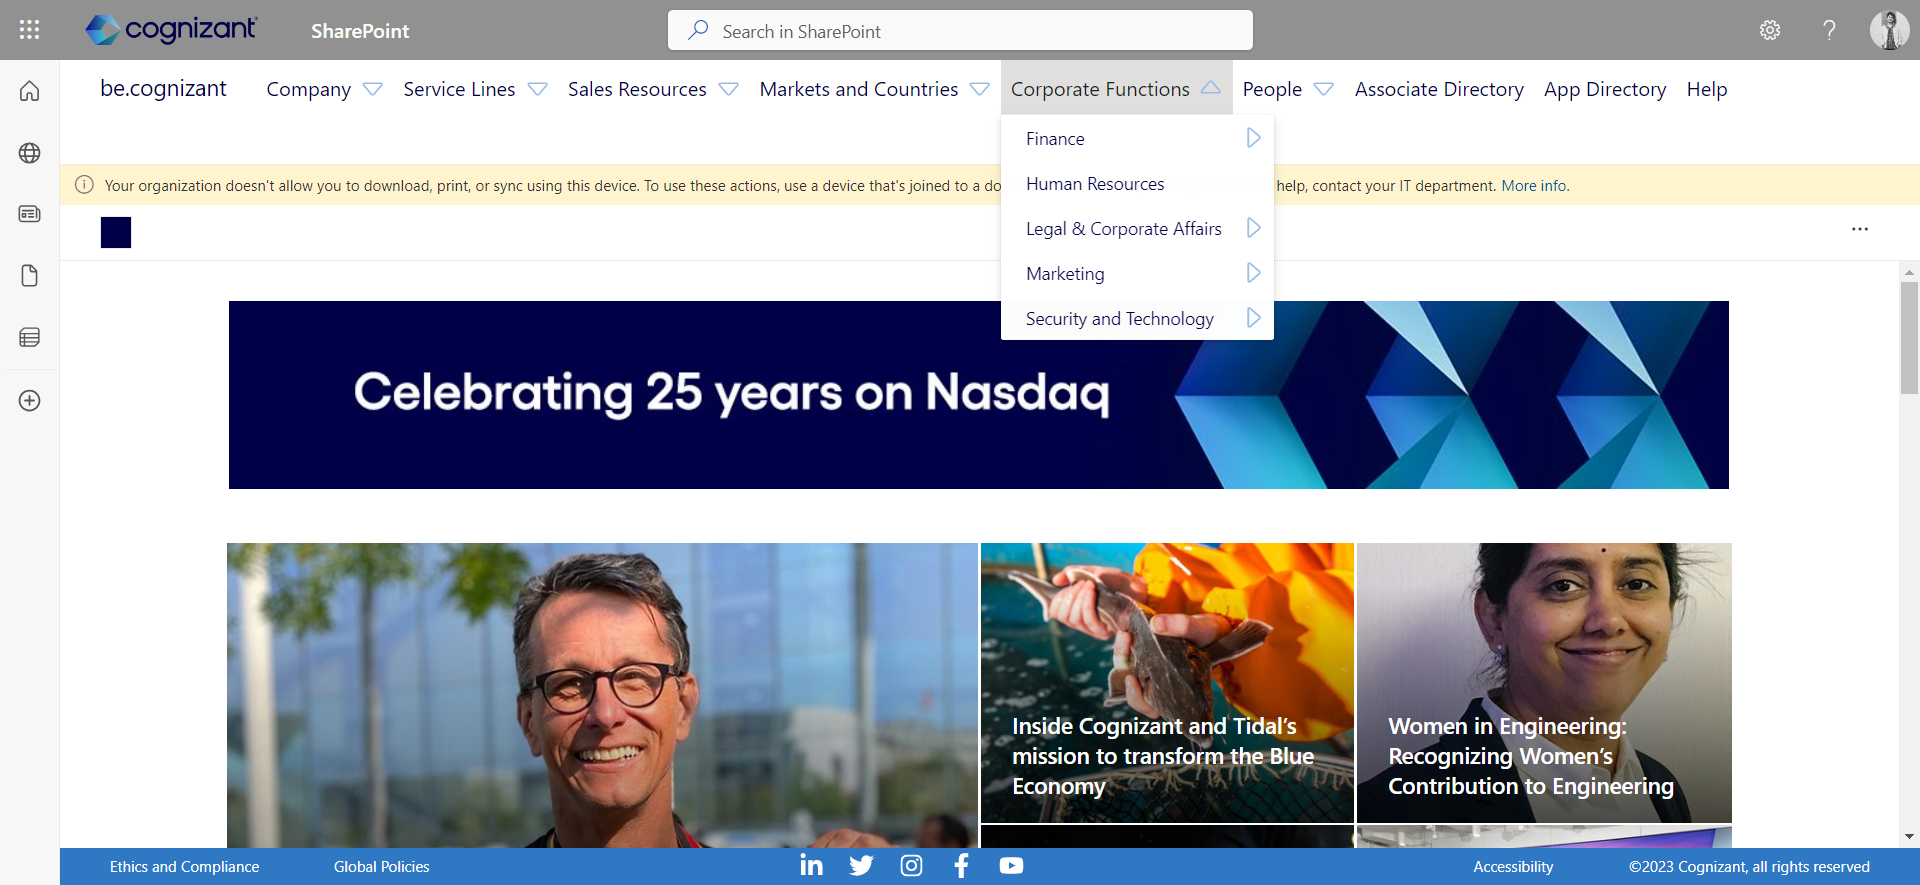 cognizant
SharePoint
Search in SharePoint
be.cognizant
Company
Service Lines
Sales Resources
Markets and Countries
Corporate Functions
People
Associate Directory
App Directory
Help
Finance
Human Resources
Legal & Corporate Affairs
Marketing
Security and Technology
Your organization doesn't allow you to download, print, or sync using this device. To use these actions, use a device that's joined to a do
help, contact your IT department. More info.
Celebrating 25 years on Nasdaq
Inside Cognizant and Tidal's
mission to transform the Blue
Economy
Women in Engineering:
Recognizing Women's
Contribution to Engineering
Ethics and Compliance
Global Policies
in
Accessibility
©2023 Cognizant, all rights reserved